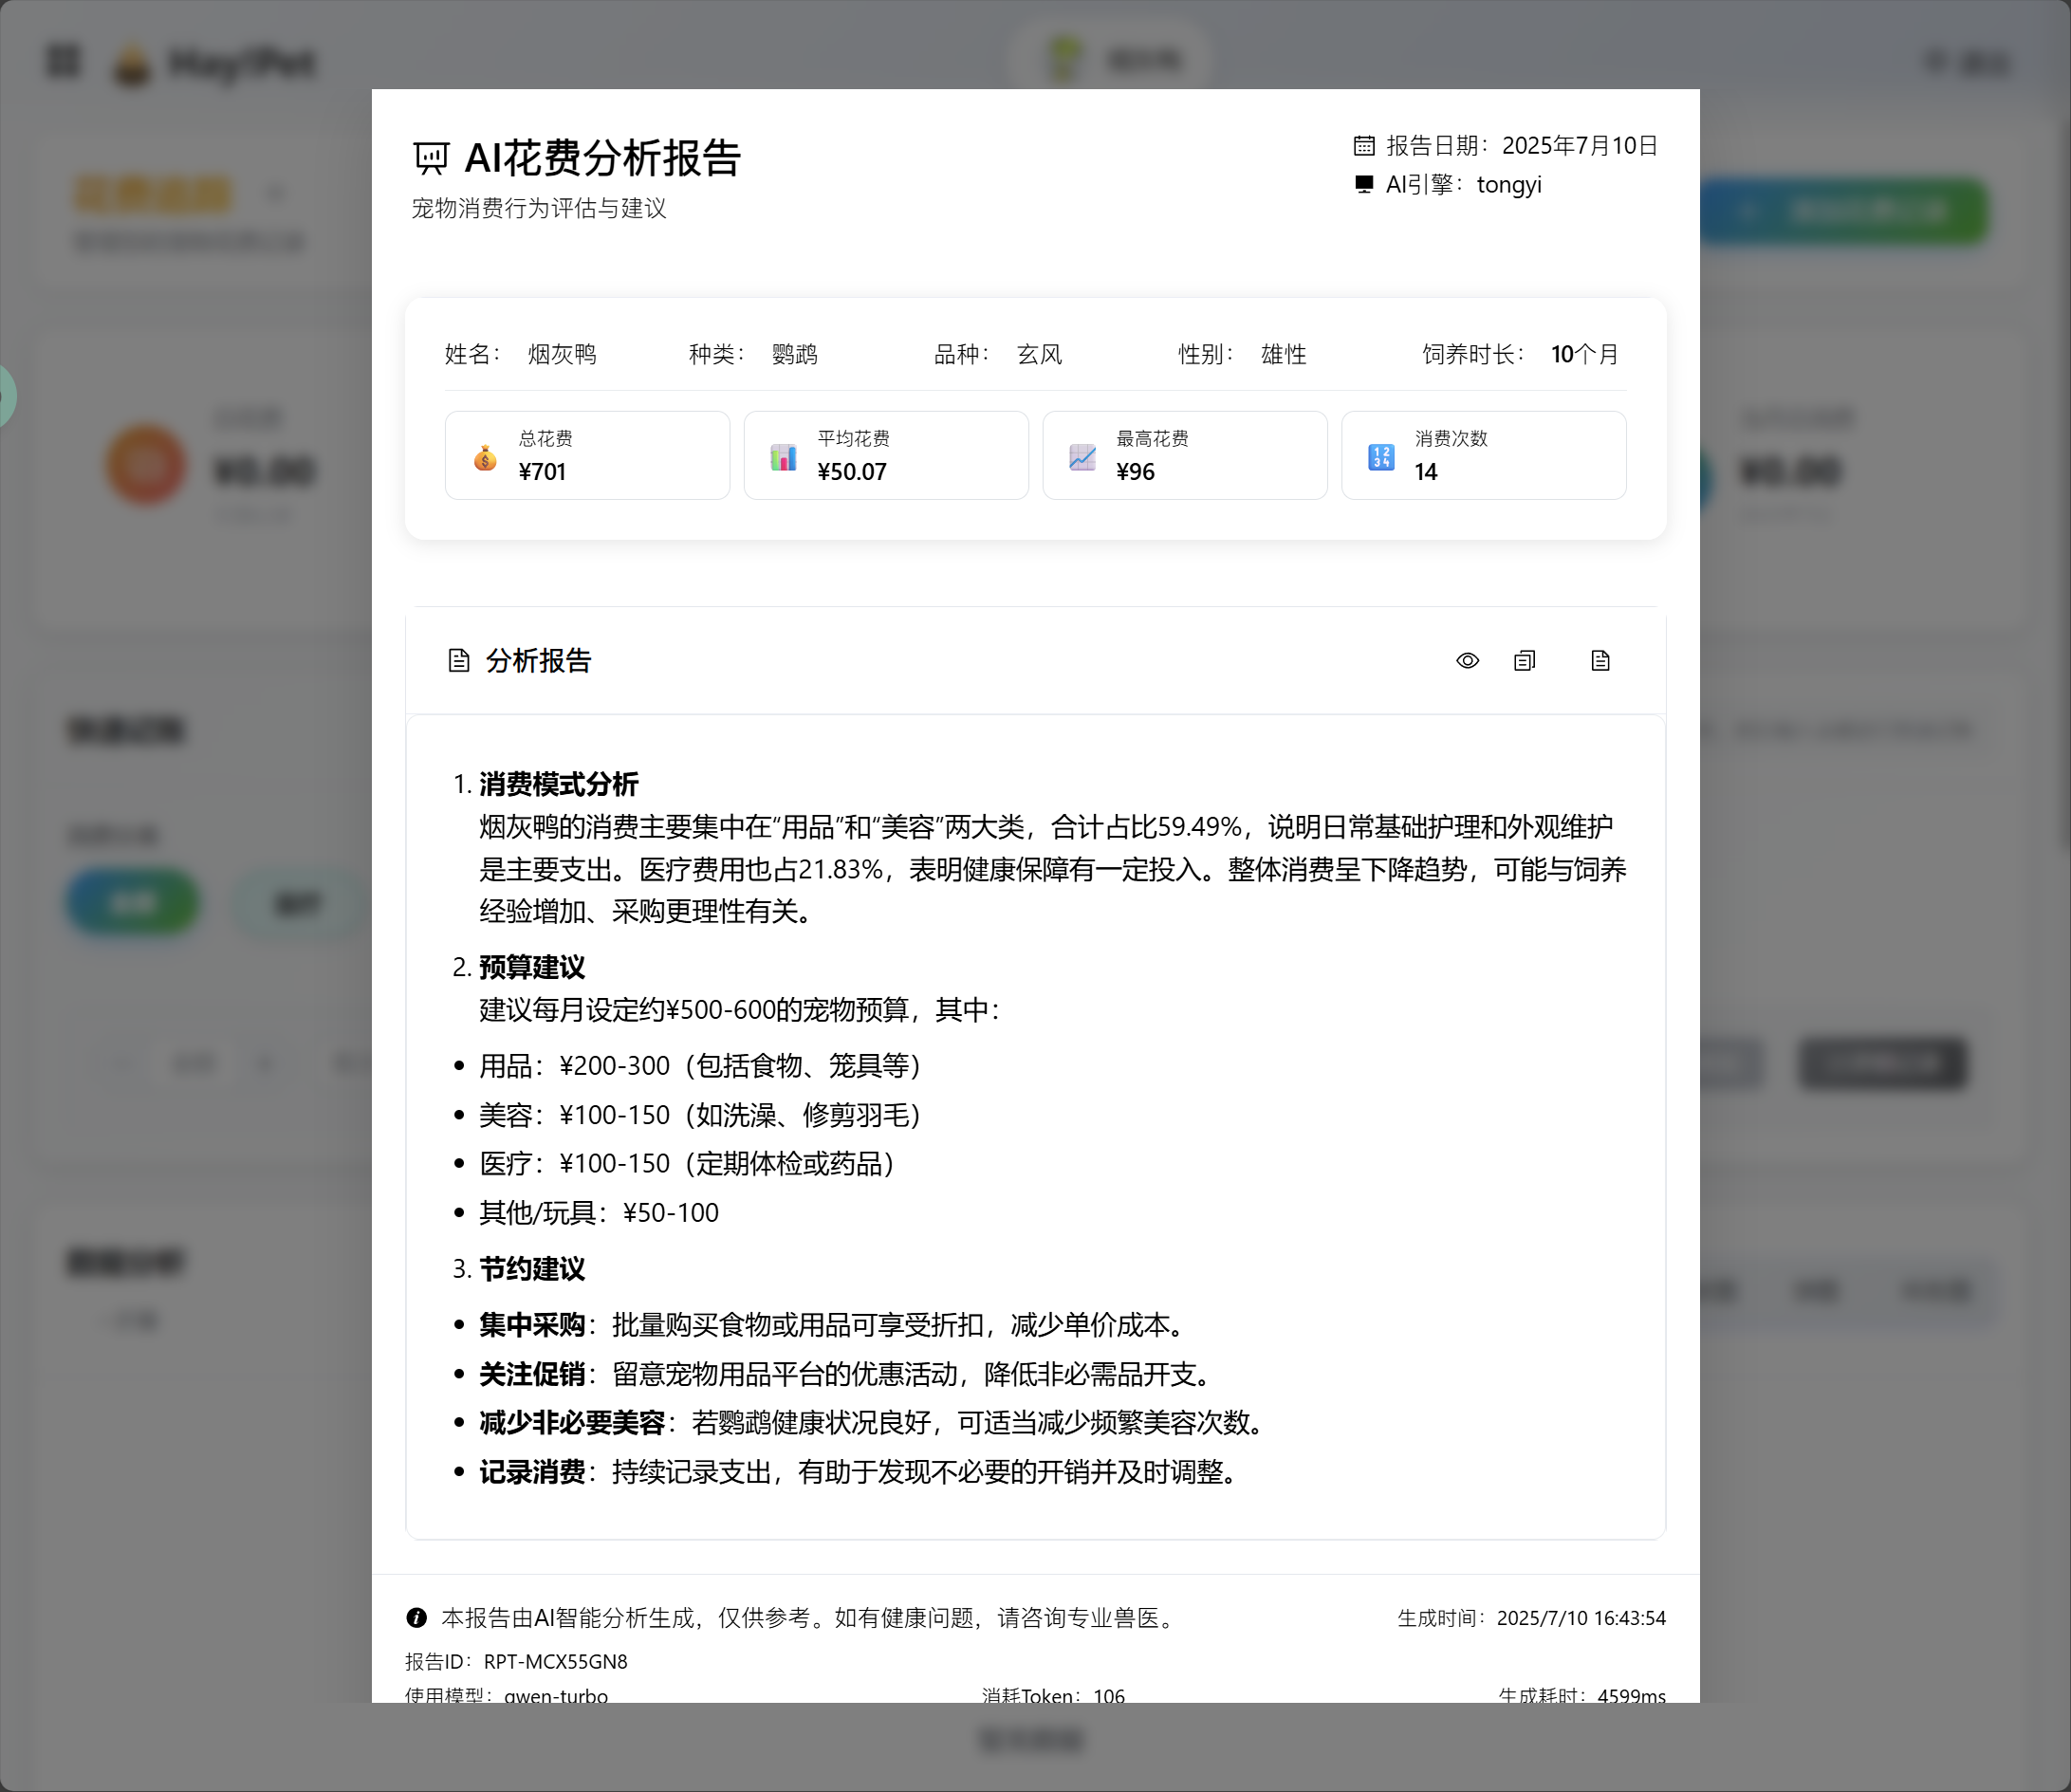 Hay!Pet
AI花费分析报告
宠物消费行为评估与建议
报告日期：2025年7月10日
AI引擎：tongyi
姓名： 烟灰鸭 种类： 鹦鹉 品种： 玄风 性别： 雄性 饲养时长： 10个月
总花费
¥701
平均花费
¥50.07
最高花费
¥96
消费次数
14
¥0.00
¥0.00
分析报告
1. 消费模式分析
烟灰鸭的消费主要集中在“用品”和“美容”两大类，合计占比59.49%，说明日常基础护理和外观维护
是主要支出。医疗费用也占21.83%，表明健康保障有一定投入。整体消费呈下降趋势，可能与饲养
经验增加、采购更理性有关。
2. 预算建议
建议每月设定约¥500-600的宠物预算，其中：
• 用品：¥200-300（包括食物、笼具等）
• 美容：¥100-150（如洗澡、修剪羽毛）
• 医疗：¥100-150（定期体检或药品）
• 其他/玩具：¥50-100
3. 节约建议
• 集中采购：批量购买食物或用品可享受折扣，减少单价成本。
• 关注促销：留意宠物用品平台的优惠活动，降低非必需品开支。
• 减少非必要美容：若鹦鹉健康状况良好，可适当减少频繁美容次数。
• 记录消费：持续记录支出，有助于发现不必要的开销并及时调整。
本报告由AI智能分析生成，仅供参考。如有健康问题，请咨询专业兽医。
生成时间：2025/7/10 16:43:54
报告ID：RPT-MCX55GN8
使用模型：qwen-turbo 消耗Token：106 生成耗时：4599ms